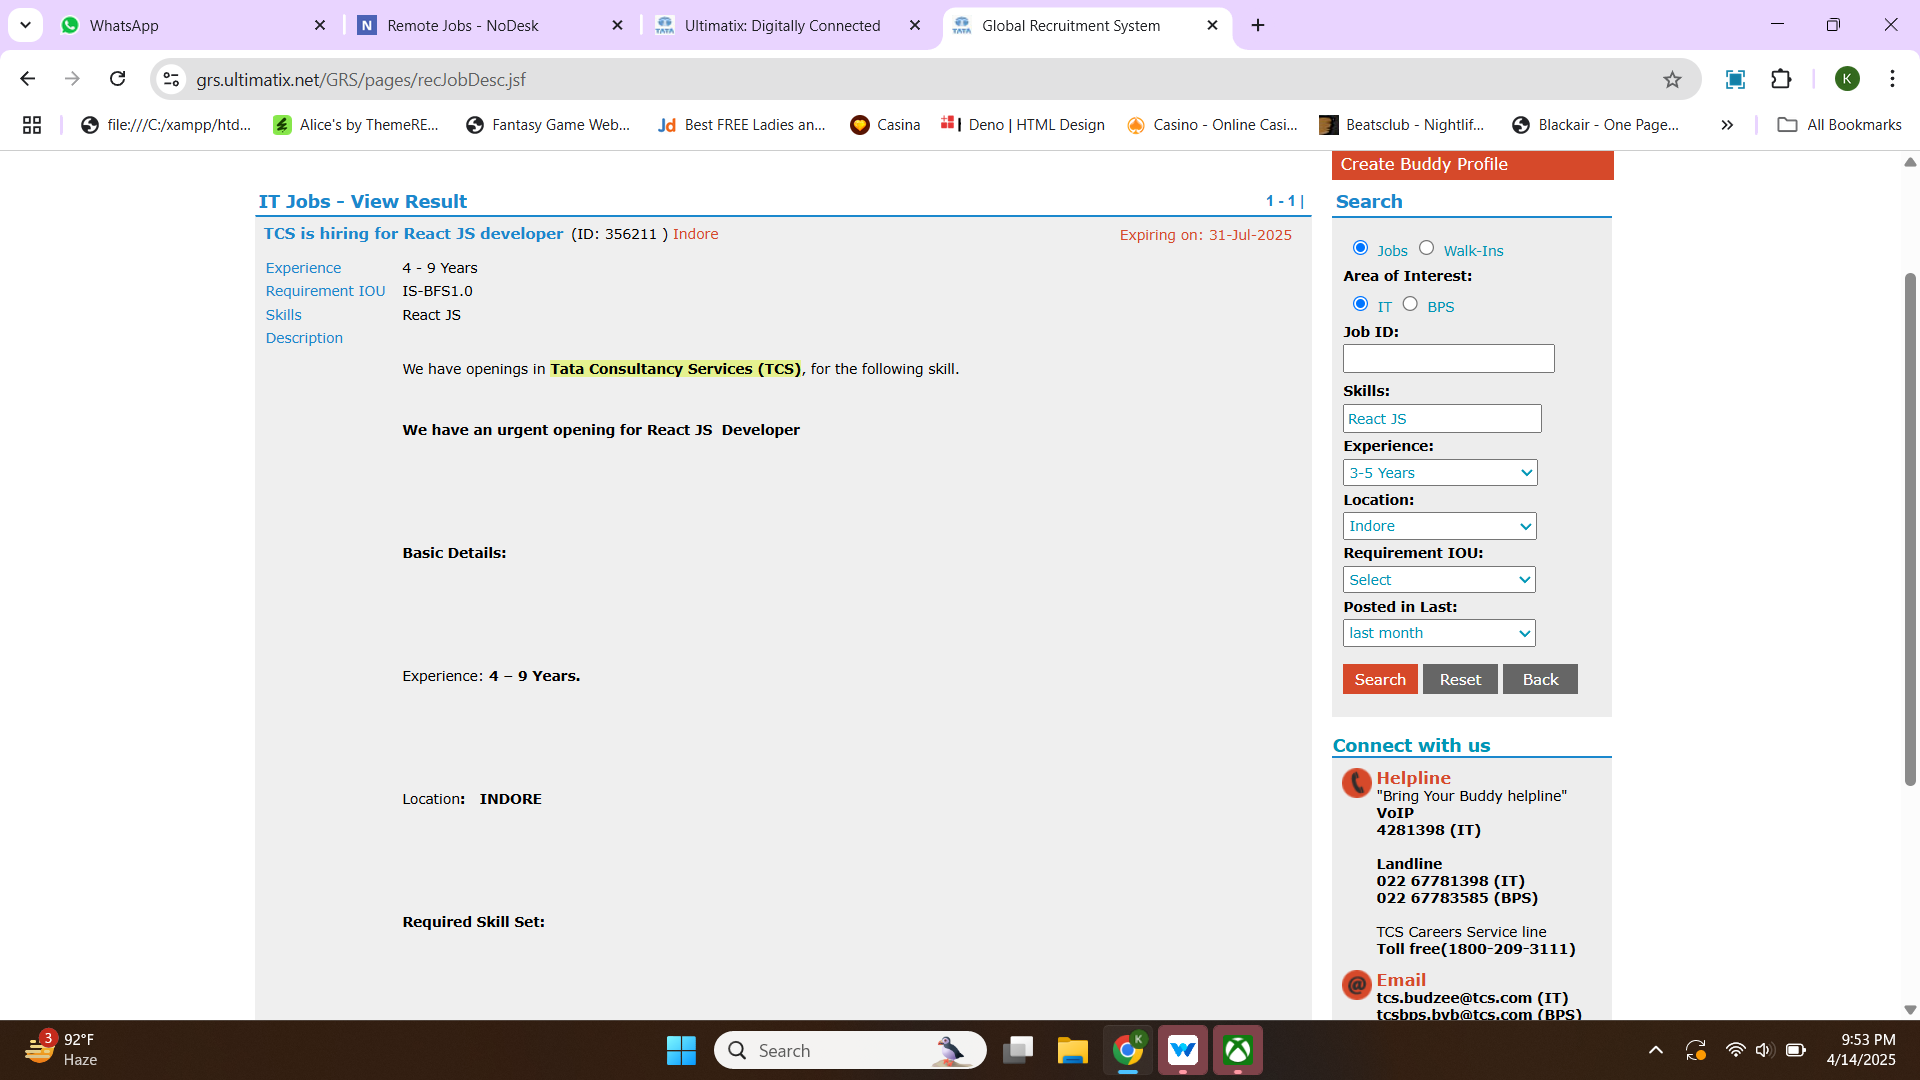 WhatsApp
Remote Jobs - NoDesk
Ultimatix: Digitally Connected
Global Recruitment System
grs.ultimatix.net/GRS/pages/recJobDesc.jsf
K
file:///C:/xampp/htd...
Alice's by ThemeRE...
Fantasy Game Web...
Best FREE Ladies an...
Casina
Deno | HTML Design
Casino - Online Casi...
Beatsclub - Nightlif...
Blackair - One Page...
All Bookmarks
Create Buddy Profile
IT Jobs - View Result
1 - 1 |
TCS is hiring for React JS developer (ID: 356211 ) Indore
Expiring on: 31-Jul-2025
Experience 4 - 9 Years
Requirement IOU IS-BFS1.0
Skills React JS
Description
We have openings in Tata Consultancy Services (TCS), for the following skill.
We have an urgent opening for React JS  Developer
Basic Details:
Experience: 4 – 9 Years.
Location:   INDORE
Required Skill Set:
Search
Jobs Walk-Ins
Area of Interest:
IT BPS
Job ID:
Skills:
React JS
Experience:
3-5 Years
Location:
Indore
Requirement IOU:
Select
Posted in Last:
last month
Search Reset Back
Connect with us
Helpline
"Bring Your Buddy helpline"
VoIP
4281398 (IT)
Landline
022 67781398 (IT)
022 67783585 (BPS)
TCS Careers Service line
Toll free(1800-209-3111)
Email
tcs.budzee@tcs.com (IT)
tcsbps.byb@tcs.com (BPS)
3
92°F
Haze
Search
9:53 PM
4/14/2025